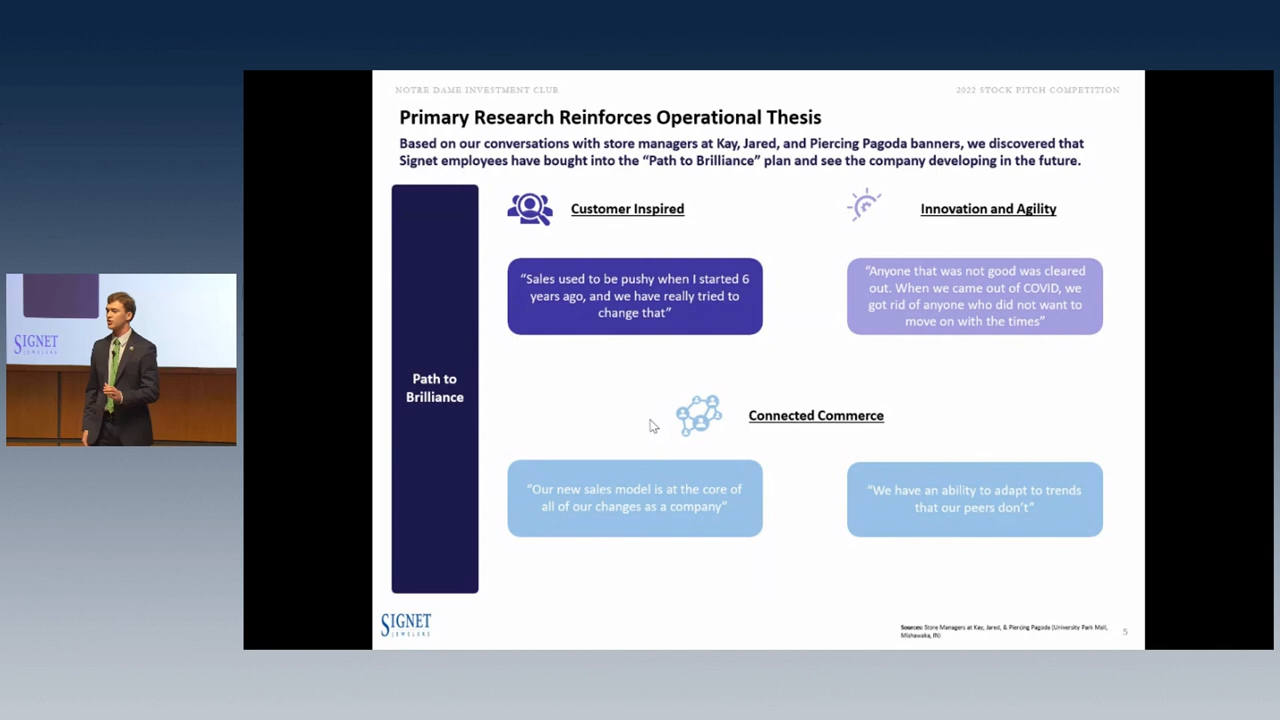 NOTRE DAME INVESTMENT CLUB
2022 STOCK PITCH COMPETITION
Primary Research Reinforces Operational Thesis
Based on our conversations with store managers at Kay, Jared, and Piercing Pagoda banners, we discovered that
Signet employees have bought into the “Path to Brilliance” plan and see the company developing in the future.
Customer Inspired
Innovation and Agility
“Sales used to be pushy when I started 6
years ago, and we have really tried to
change that”
“Anyone that was not good was cleared
out. When we came out of COVID, we
got rid of anyone who did not want to
move on with the times”
Path to
Brilliance
Connected Commerce
“Our new sales model is at the core of
all of our changes as a company”
“We have an ability to adapt to trends
that our peers don’t”
SIGNET
JEWELERS
Sources: Store Managers at Kay, Jared, & Piercing Pagoda (University Park Mall,
Mishawaka, IN)
5
SIGNET
JEWELERS